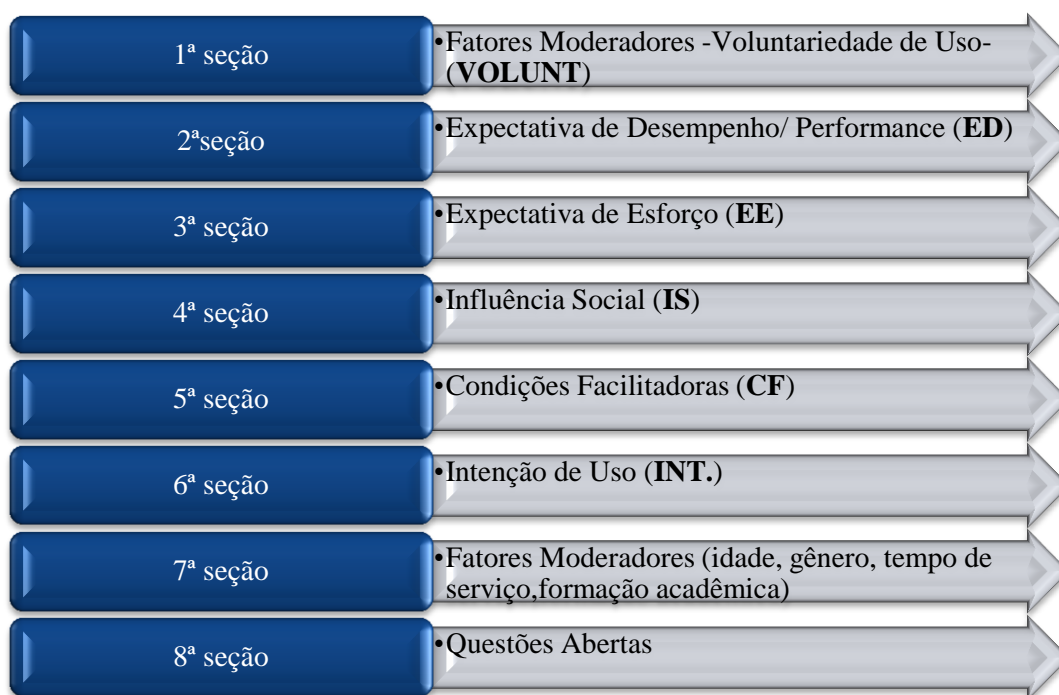 1ª seção
•Fatores Moderadores -Voluntariedade de Uso-
(VOLUNT)
2ªseção
•Expectativa de Desempenho/ Performance (ED)
3ª seção
•Expectativa de Esforço (EE)
4ª seção
•Influência Social (IS)
5ª seção
•Condições Facilitadoras (CF)
6ª seção
•Intenção de Uso (INT.)
7ª seção
•Fatores Moderadores (idade, gênero, tempo de
serviço,formação acadêmica)
8ª seção
•Questões Abertas